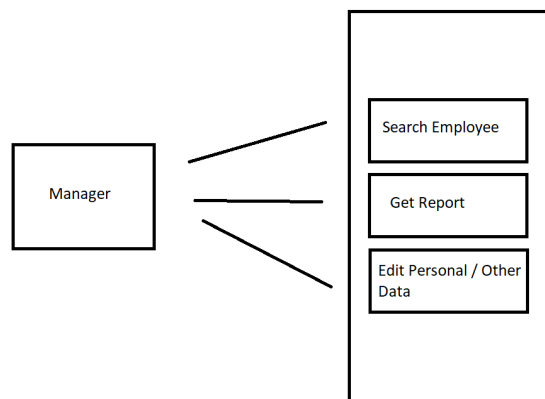 Search Employee
Manager
Get Report
Edit Personal / Other
Data